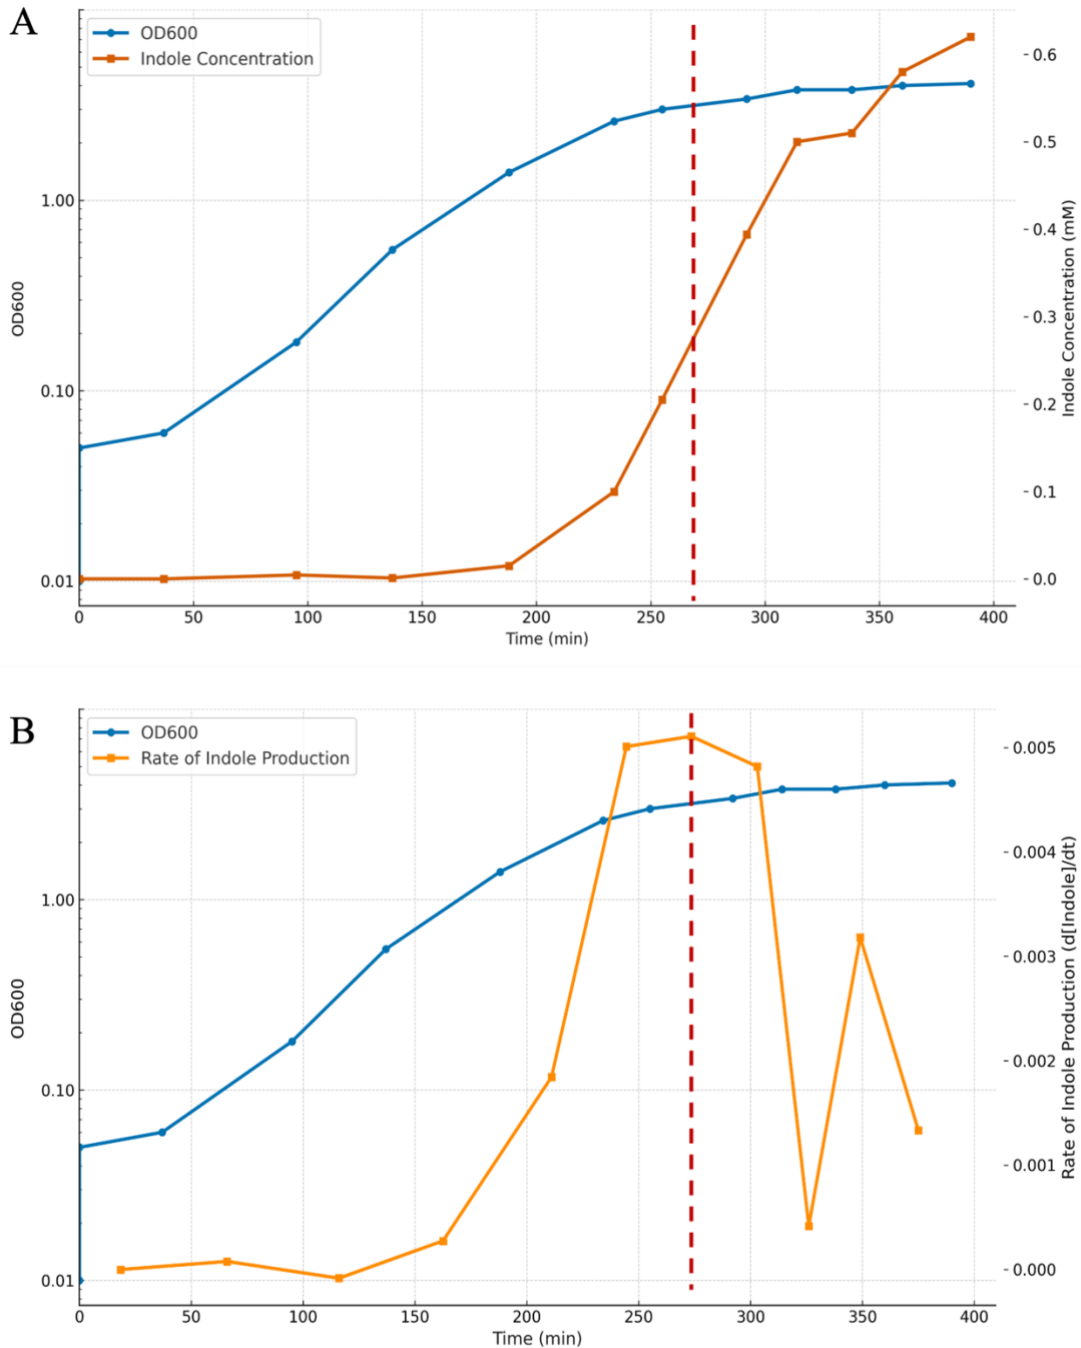 A
OD600
Indole Concentration
1.00
0.10
0.01
OD600
0.6
0.5
0.4
0.3
0.2
0.1
0.0
Indole Concentration (mM)
0 50 100 150 200 250 300 350 400
Time (min)
B
OD600
Rate of Indole Production
1.00
0.10
0.01
OD600
0.005
0.004
0.003
0.002
0.001
0.000
Rate of Indole Production (d[Indole]/dt)
0 50 100 150 200 250 300 350 400
Time (min)